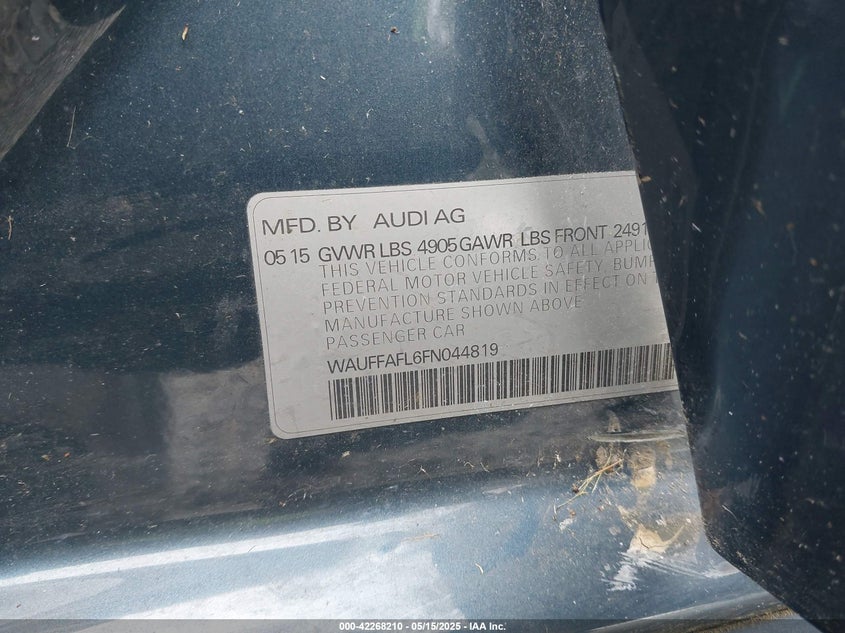 MFD. BY AUDI AG
05 15 GVWR LBS 4905 GAWR LBS FRONT 2491
THIS VEHICLE CONFORMS TO ALL
FEDERAL MOTOR VEHICLE SAFETY,
PREVENTION STANDARDS IN EFFECT ON
MANUFACTURE SHOWN ABOVE
PASSENGER CAR
WAUFFAFL6FN044819
000-42268210 - 05/15/2025 - IAA Inc.